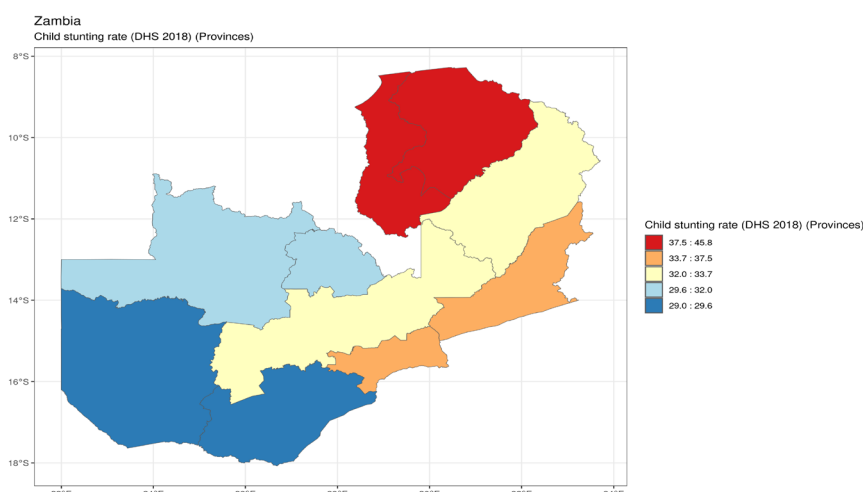 Zambia
Child stunting rate (DHS 2018) (Provinces)
8°S
10°S
12°S
14°S
16°S
18°S
Child stunting rate (DHS 2018) (Provinces)
37.5 : 45.8
33.7 : 37.5
32.0 : 33.7
29.6 : 32.0
29.0 : 29.6